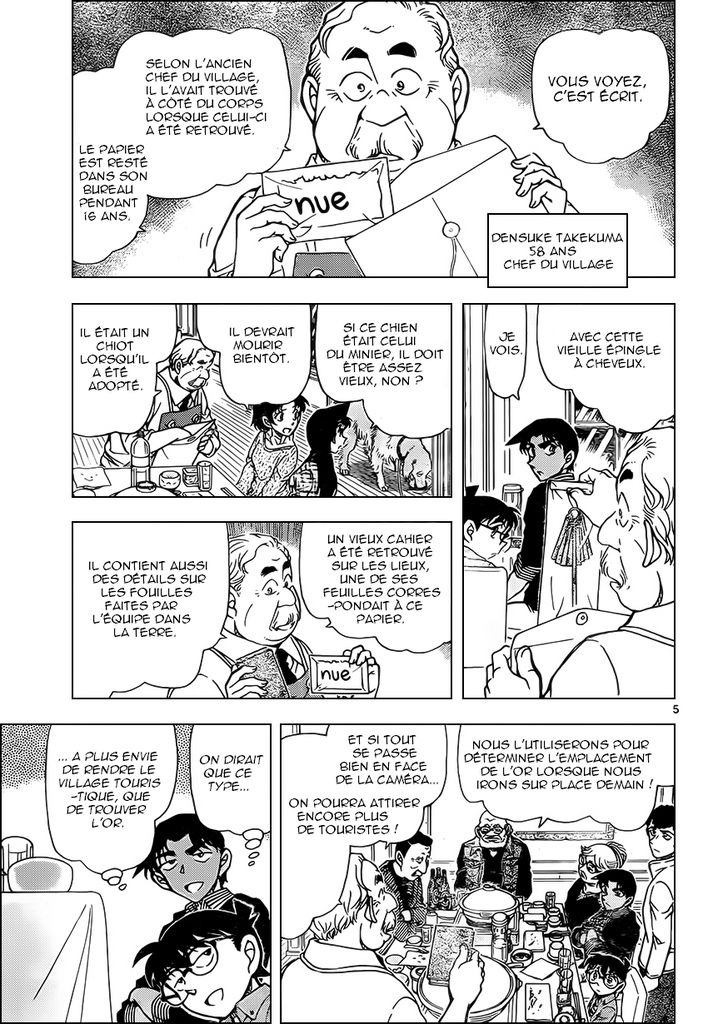 VOUS VOYEZ,
C'EST ÉCRIT.
SELON L'ANCIEN
CHEF DU VILLAGE,
IL L'AVAIT TROUVÉ
À CÔTÉ DU CORPS
LORSQUE CELUI-CI
A ÉTÉ RETROUVÉ.
LE PAPIER
EST RESTÉ
DANS SON
BUREAU
PENDANT
16 ANS.
nue
DENSUKE TAKEKUMA
58 ANS
CHEF DU VILLAGE
AVEC CETTE
VIEILLE ÉPINGLE
À CHEVEUX.
JE
VOIS.
SI CE CHIEN
ÉTAIT CELUI
DU MINIER, IL DOIT
ÊTRE ASSEZ
VIEUX, NON ?
IL DEVRAIT
MOURIR
BIENTÔT.
IL ÉTAIT UN
CHIOT
LORSQU'IL
A ÉTÉ
ADOPTÉ.
UN VIEUX CAHIER
A ÉTÉ RETROUVÉ
SUR LES LIEUX,
UNE DE SES
FEUILLES CORRES
-PONDAIT À CE
PAPIER.
IL CONTIENT AUSSI
DES DÉTAILS SUR
LES FOUILLES
FAITES PAR
L'ÉQUIPE DANS
LA TERRE.
nue
5
NOUS L'UTILISERONS POUR
DÉTERMINER L'EMPLACEMENT
DE L'OR LORSQUE NOUS
IRONS SUR PLACE DEMAIN !
ET SI TOUT
SE PASSE
BIEN EN FACE
DE LA CAMÉRA...
ON POURRA ATTIRER
ENCORE PLUS
DE TOURISTES !
ON DIRAIT
QUE CE
TYPE...
... A PLUS ENVIE
DE RENDRE LE
VILLAGE TOURIS
-TIQUE, QUE
DE TROUVER
L'OR.